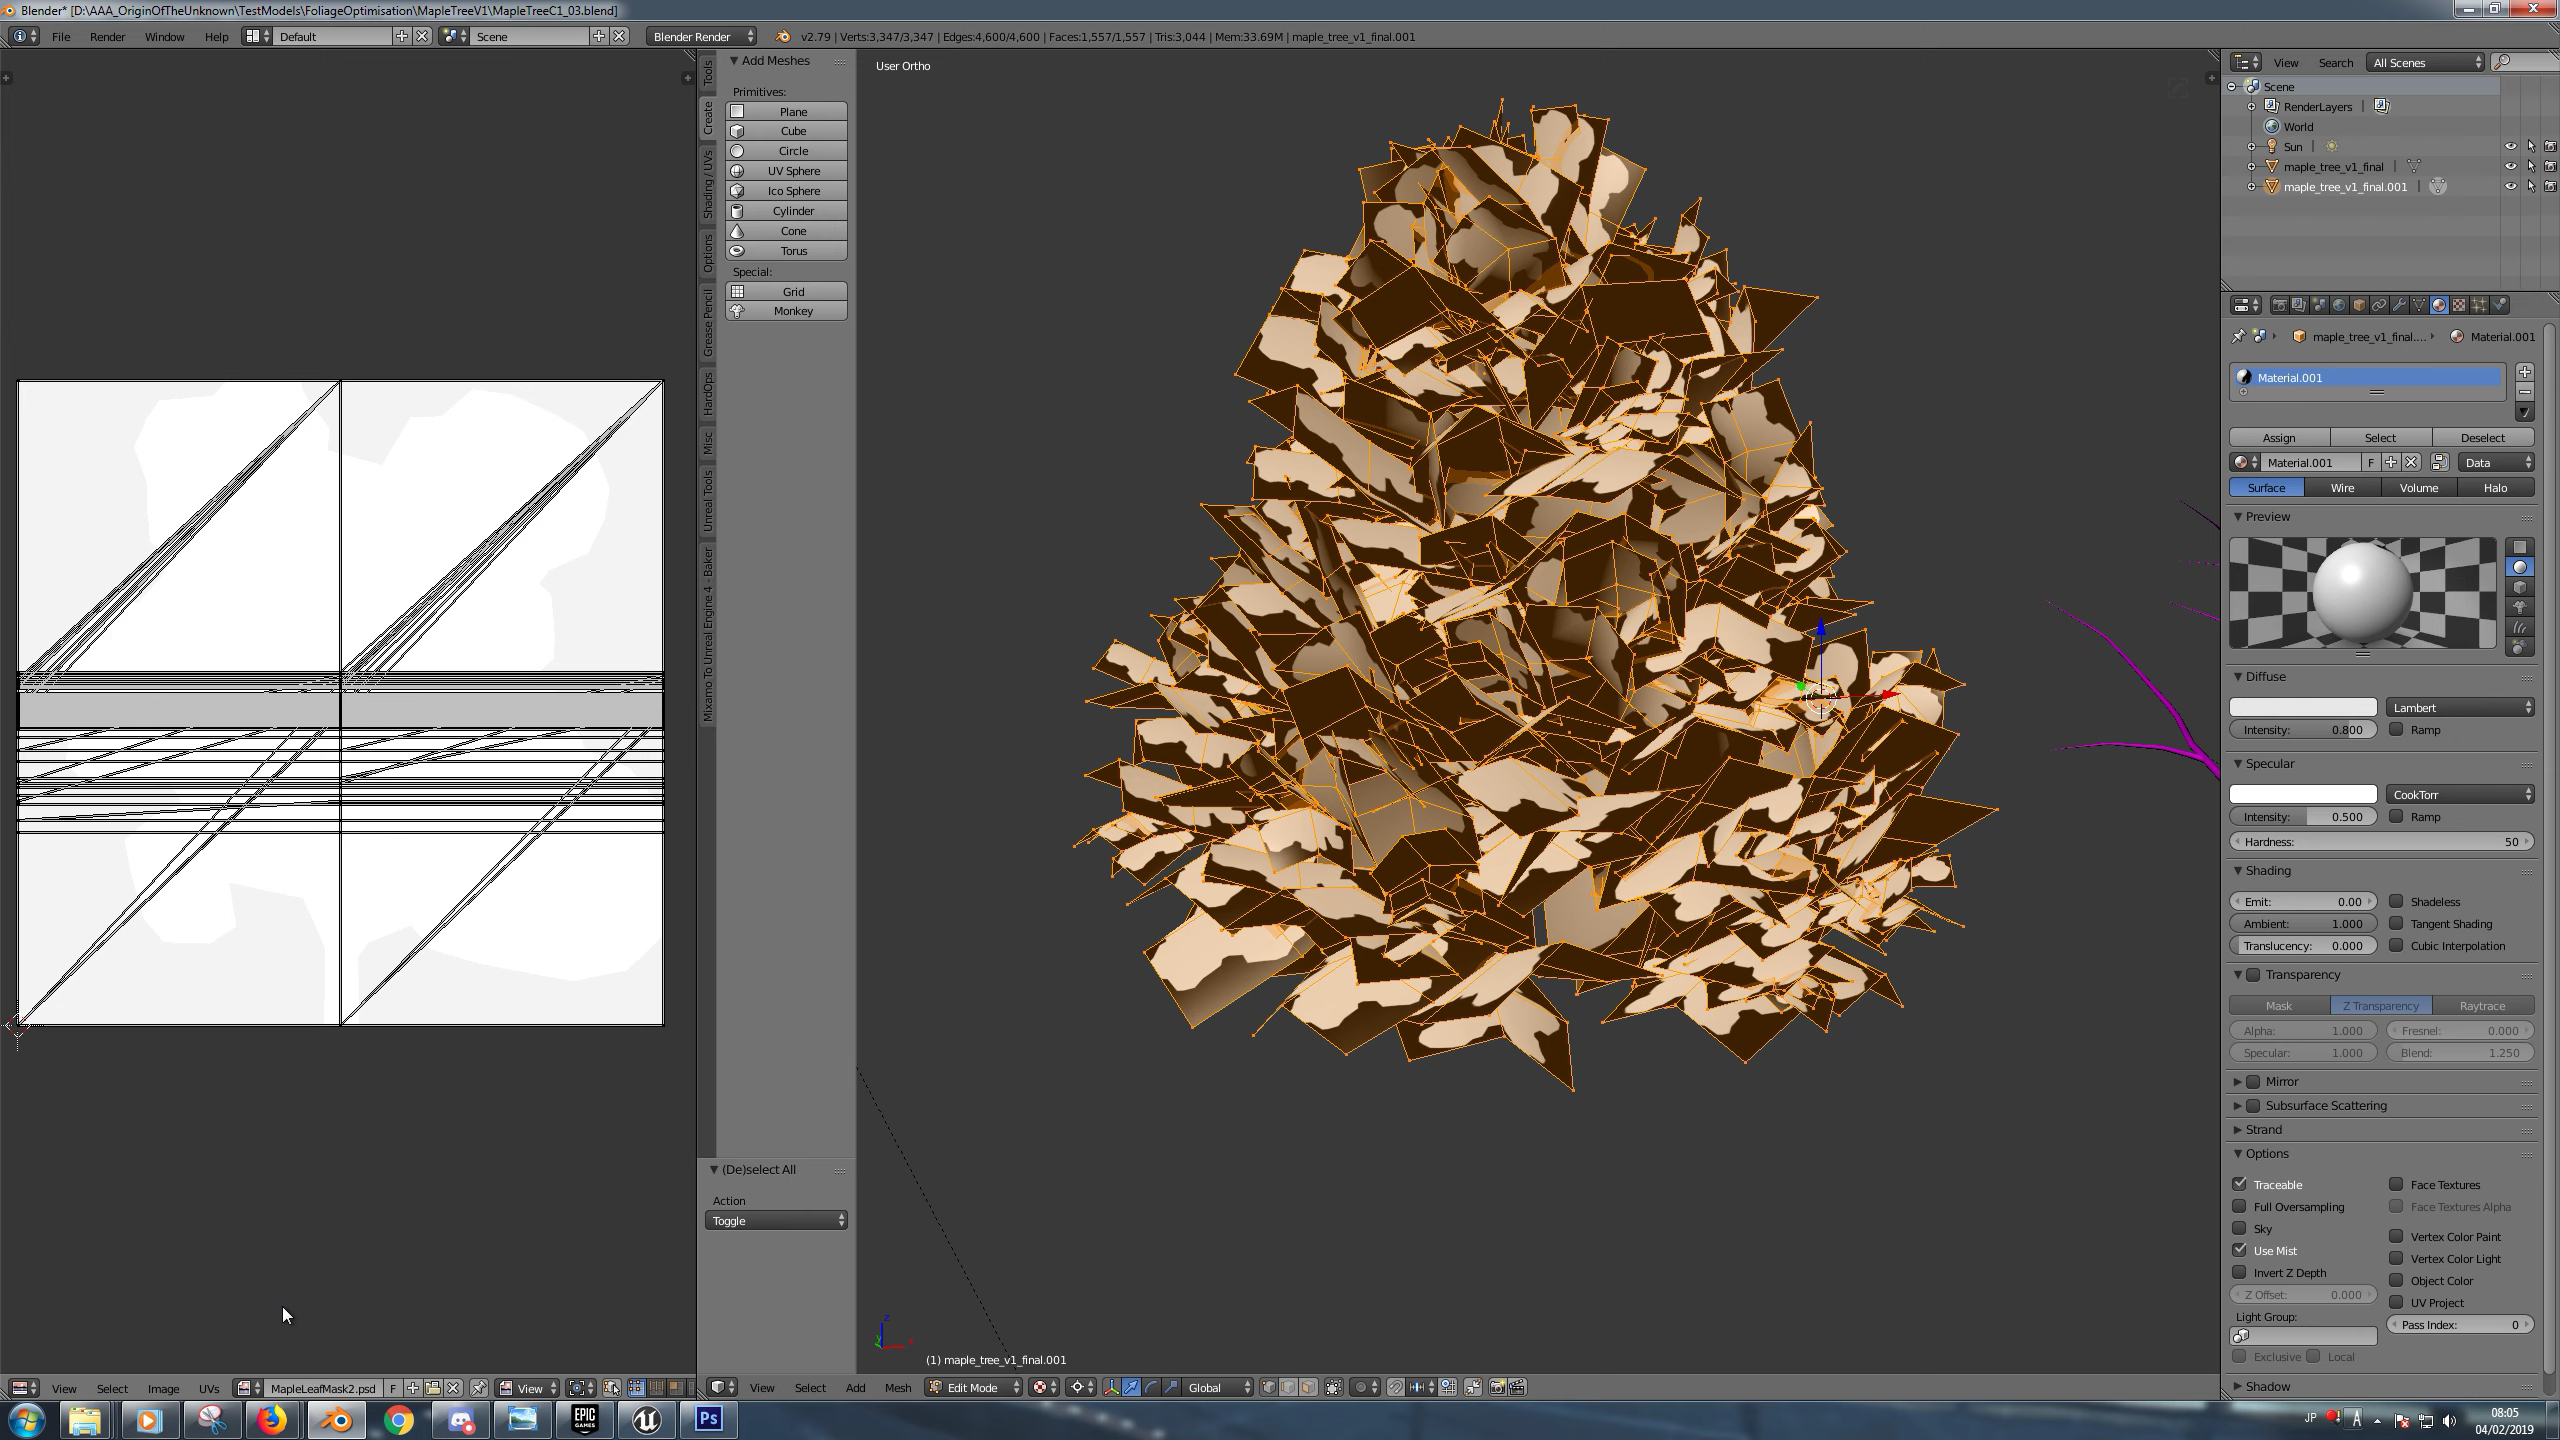 Blender* [D:\AAA_OriginOfTheUnknown\TestModels\FoliageOptimisation\MapleTreeV1\MapleTreeC1_03.blend]
File Render Window Help Default Scene Blender Render v2.79 | Verts:3,347/3,347 | Edges:4,600/4,600 | Faces:1,557/1,557 | Tris:3,044 | Mem:33.69M | maple_tree_v1_final.001
Tools
Create
Shading / UVs
Options
Grease Pencil
HardOps
Misc
Unreal Tools
Mixamo To Unreal Engine 4 - Baker
Add Meshes
Primitives:
Plane
Cube
Circle
UV Sphere
Ico Sphere
Cylinder
Cone
Torus
Special:
Grid
Monkey
(De)select All
Action
Toggle
User Ortho
(1) maple_tree_v1_final.001
View Search All Scenes
Scene
RenderLayers |
World
Sun |
maple_tree_v1_final |
maple_tree_v1_final.001 |
maple_tree_v1_final.... Material.001
Material.001
Assign Select Deselect
Material.001 F Data
Surface Wire Volume Halo
Preview
Diffuse
Lambert
Intensity: 0.800 Ramp
Specular
CookTorr
Intensity: 0.500 Ramp
Hardness: 50
Shading
Emit: 0.00 Shadeless
Ambient: 1.000 Tangent Shading
Translucency: 0.000 Cubic Interpolation
Transparency
Mask Z Transparency Raytrace
Alpha: 1.000 Fresnel: 0.000
Specular: 1.000 Blend: 1.250
Mirror
Subsurface Scattering
Strand
Options
Traceable Face Textures
Full Oversampling Face Textures Alpha
Sky Vertex Color Paint
Use Mist Vertex Color Light
Invert Z Depth Object Color
Z Offset: 0.000 UV Project
Light Group: Pass Index: 0
Exclusive Local
Shadow
View Select Image UVs MapleLeafMask2.psd F View
View Select Add Mesh Edit Mode Global
EPIC GAMES
Ps
JP A
08:05
04/02/2019